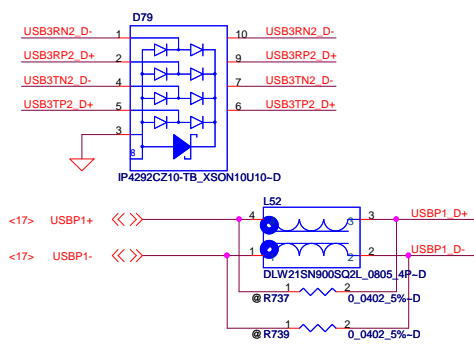 D79
USB3RN2_D- 1 10 USB3RN2_D-
USB3RP2_D+ 2 9 USB3RP2_D+
USB3TN2_D- 4 7 USB3TN2_D-
USB3TP2_D+ 5 6 USB3TP2_D+
3
8
IP4292CZ10-TB_XSON10U10~D
L52
<17> USBP1+ 4 3 3 USBP1_D+
<17> USBP1- 1 2 2 USBP1_D-
DLW21SN900SQ2L_0805_4P~D
1 2
@R737 0_0402_5%~D
1 2
@R739 0_0402_5%~D